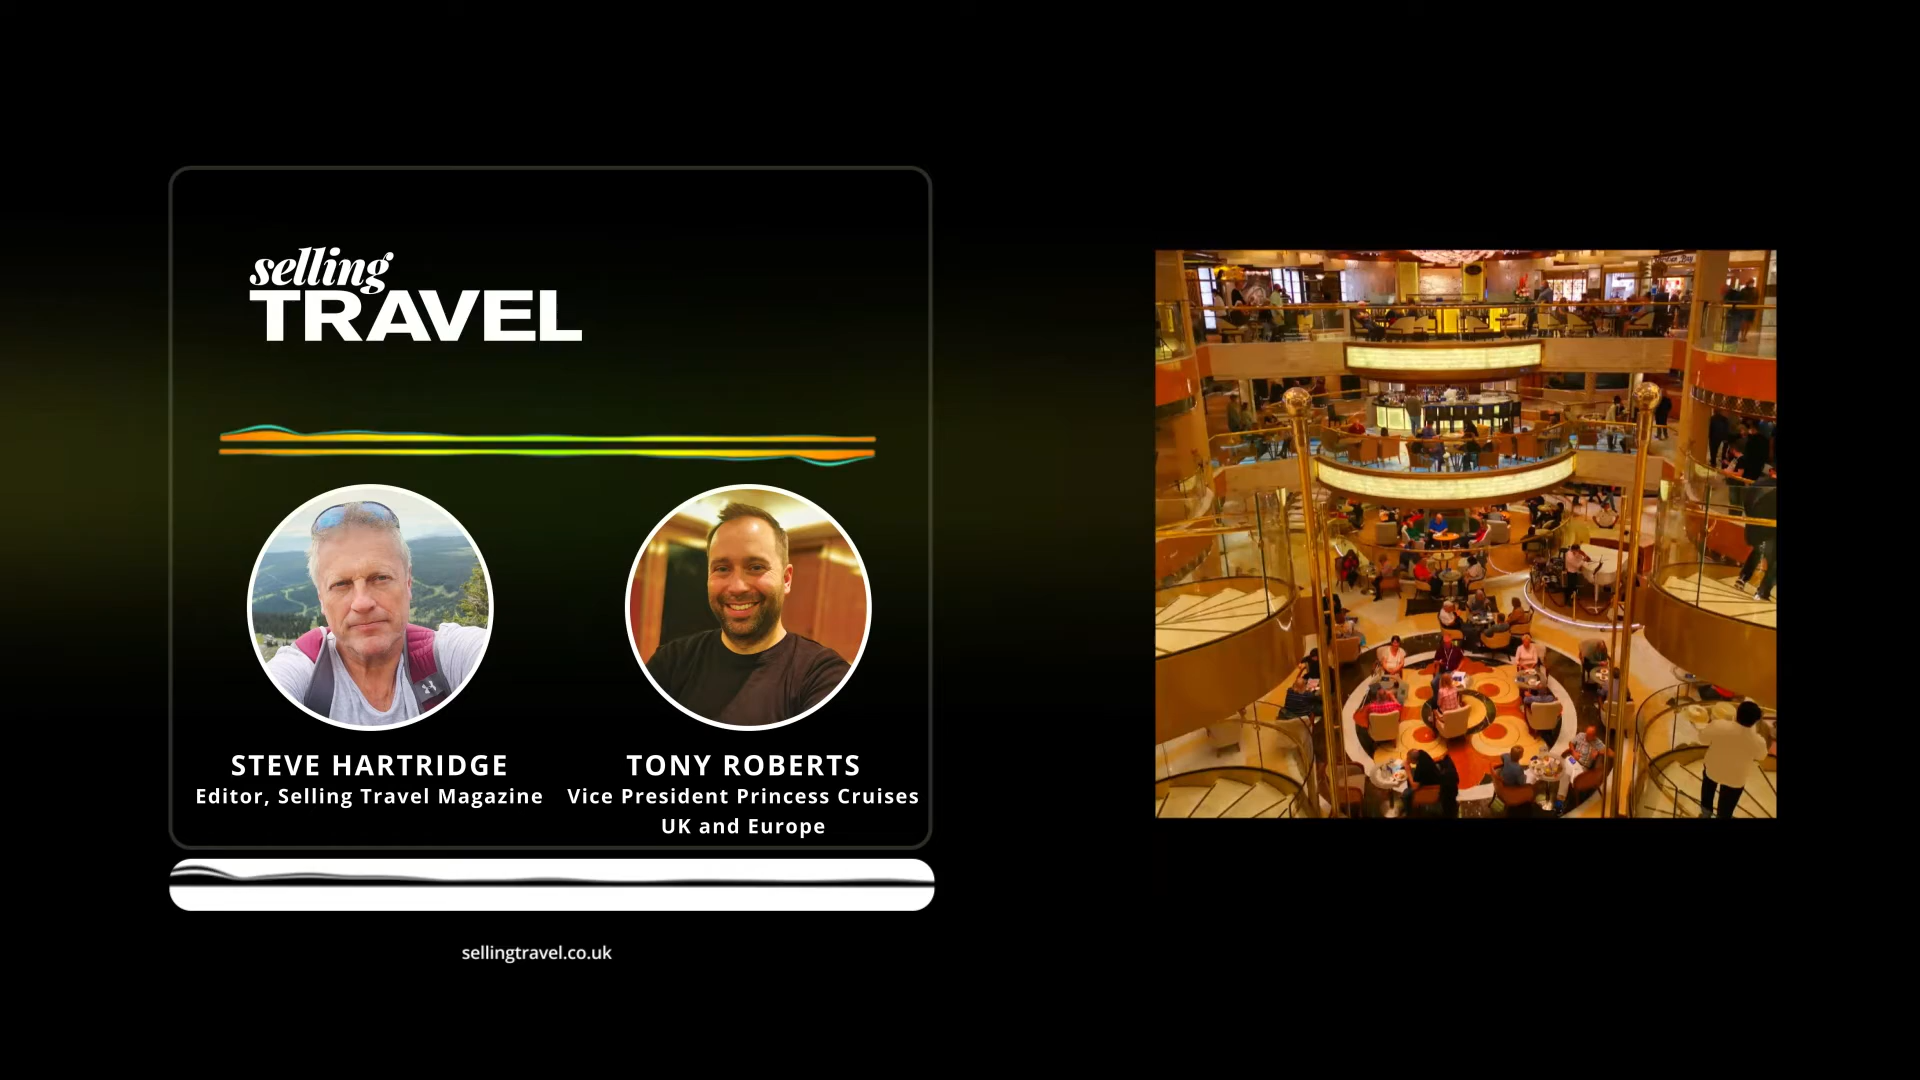 selling
TRAVEL
STEVE HARTRIDGE
Editor, Selling Travel Magazine
TONY ROBERTS
Vice President Princess Cruises
UK and Europe
sellingtravel.co.uk